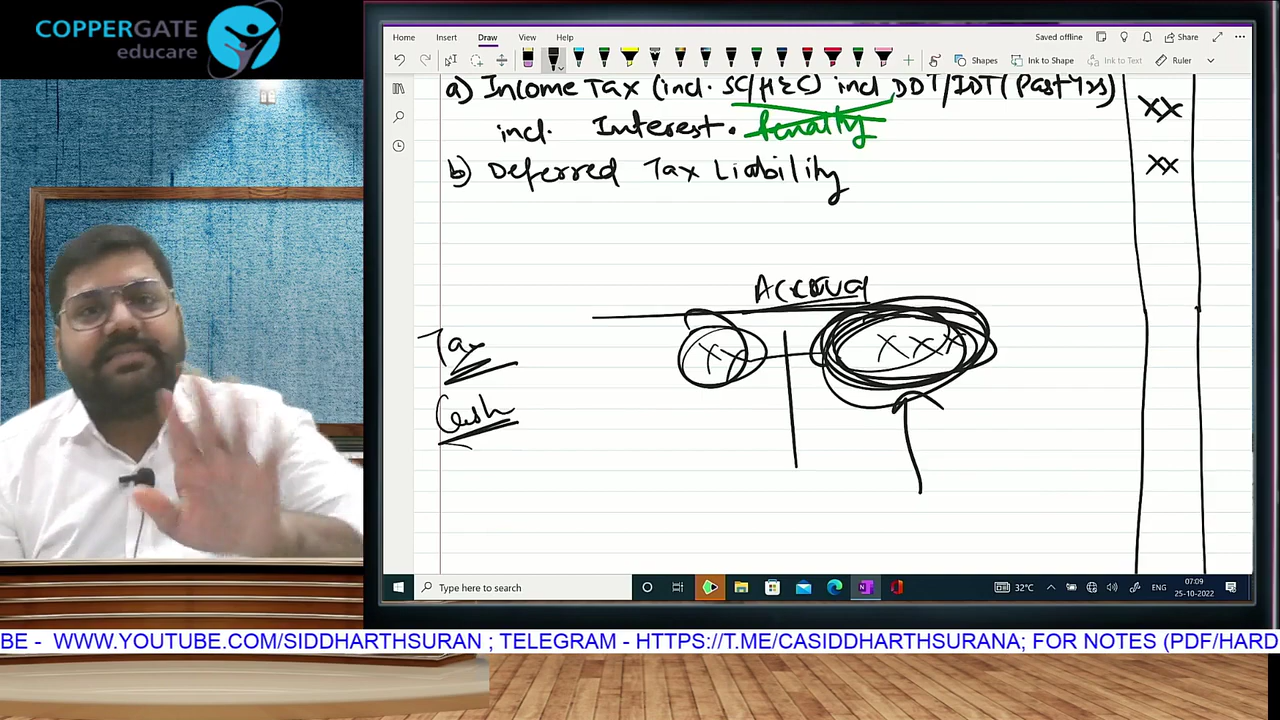 COPPERGATE
educare
Home Insert Draw View Help
Saved offline
Share
Shapes
Ink to Shape
Ink to Text
Ruler
a) Income Tax (incl. SC/HEC) incl DDT/IDT (Past Yrs) XX
incl. Interest. Penalty
b) Deferred Tax Liability XX
Accrual
Tax XX XXX
Cash
Type here to search
32°C
ENG
07:09
25-10-2022
BE - WWW.YOUTUBE.COM/SIDDHARTHSURAN ; TELEGRAM - HTTPS://T.ME/CASIDDHARTHSURANA; FOR NOTES (PDF/HARD